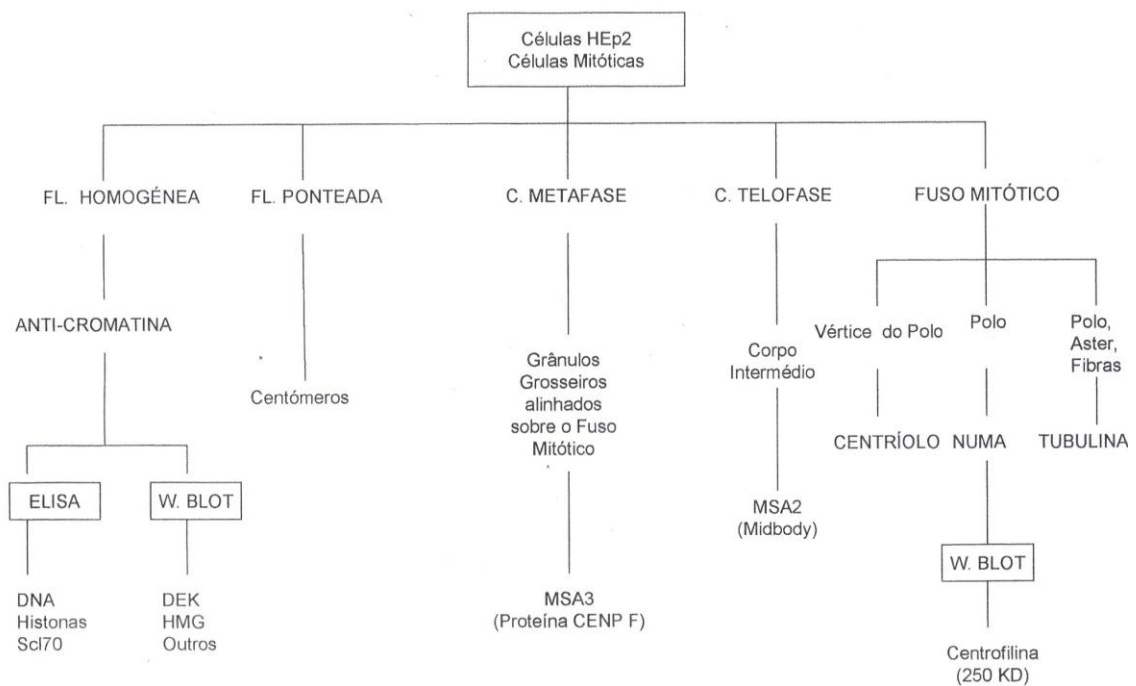 Células HEp2
Células Mitóticas
FL. HOMOGÉNEA
FL. PONTEADA
C. METAFASE
C. TELOFASE
FUSO MITÓTICO
ANTI-CROMATINA
Centómeros
Grânulos
Grosseiros
alinhados
sobre o Fuso
Mitótico
Corpo
Intermédio
Vértice do Polo
Polo
Polo,
Aster,
Fibras
CENTRÍOLO
NUMA
TUBULINA
ELISA
W. BLOT
MSA2
(Midbody)
W. BLOT
DNA
Histonas
Scl70
DEK
HMG
Outros
MSA3
(Proteína CENP F)
Centrofilina
(250 KD)